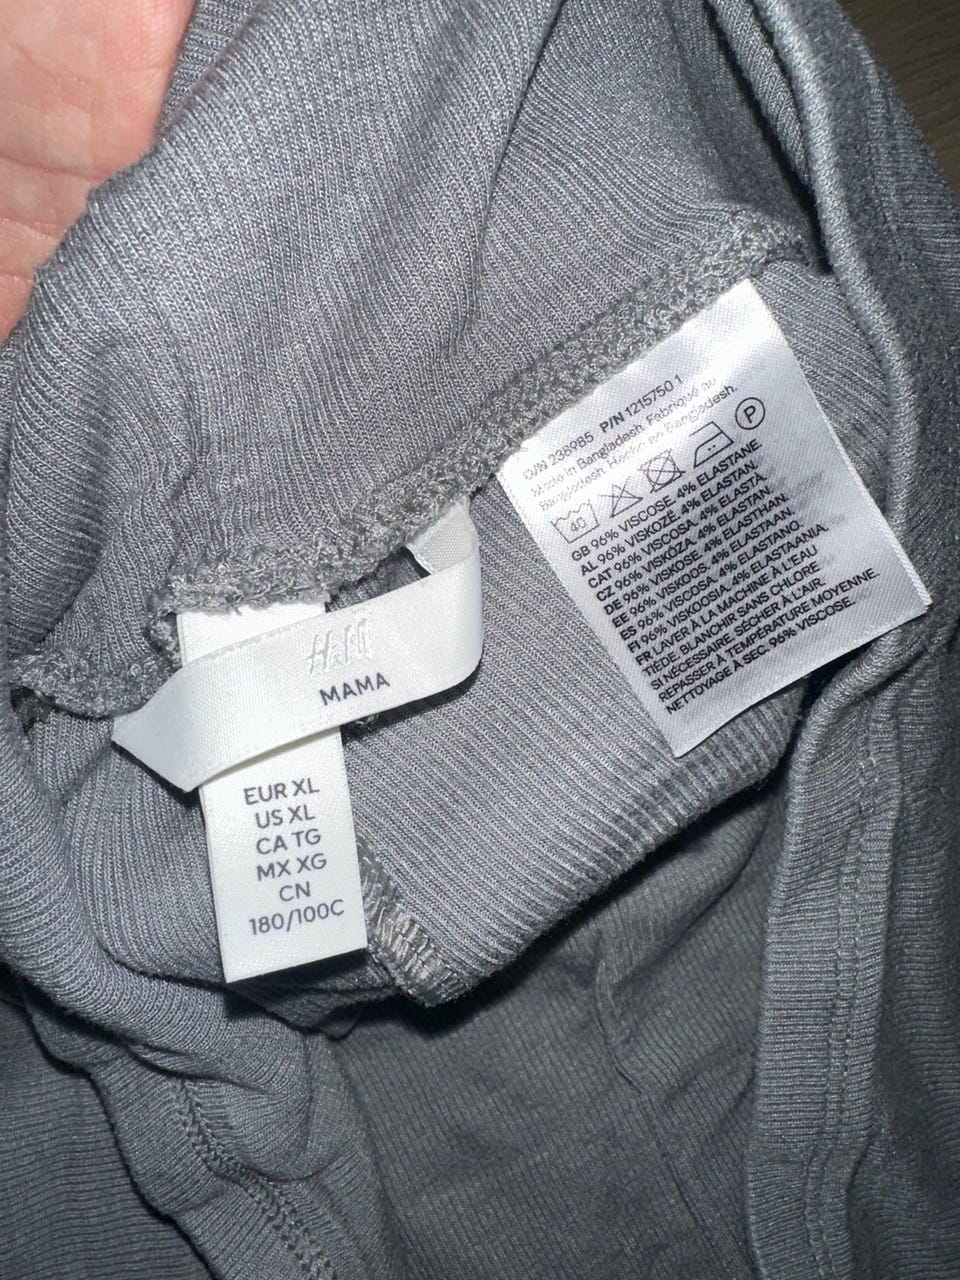 H&M
MAMA
EUR XL
US XL
CA TG
MX XG
CN
180/100C
O/N 238985 P/N 1215750 1
Made in Bangladesh. Fabriqué au
Bangladesh. Hecho en Bangladesh.
40
P
GB 96% VISCOSE, 4% ELASTANE
AL 96% VISKOZË, 4% ELASTAN.
CAT 96% VISCOSA, 4% ELASTÀ.
CZ 96% VISKÓZA, 4% ELASTAN.
DE 96% VISKOSE, 4% ELASTHAN.
EE 96% VISKOOS, 4% ELASTAAN.
ES 96% VISCOSA, 4% ELASTANO.
FI 96% VISKOOSIA, 4% ELASTAANIA.
FR LAVER À LA MACHINE À L'EAU
TIÈDE. BLANCHIR SANS CHLORE
SI NÉCESSAIRE. SÉCHER À L'AIR.
REPASSER À TEMPÉRATURE MOYENNE.
NETTOYAGE À SEC. 96% VISCOSE.